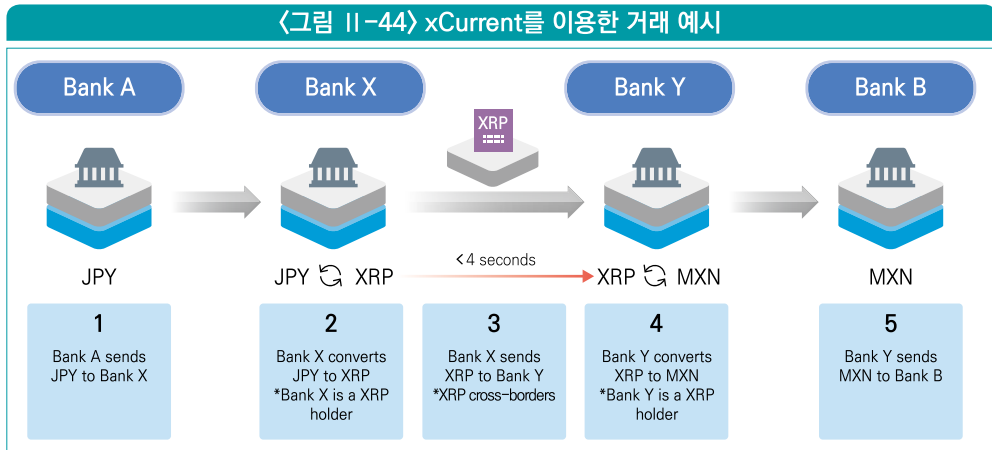 〈그림 Ⅱ-44〉 xCurrent를 이용한 거래 예시
Bank A
Bank X
Bank Y
Bank B
XRP
JPY
JPY XRP
<4 seconds
XRP MXN
MXN
1
Bank A sends
JPY to Bank X
2
Bank X converts
JPY to XRP
*Bank X is a XRP
holder
3
Bank X sends
XRP to Bank Y
*XRP cross-borders
4
Bank Y converts
XRP to MXN
*Bank Y is a XRP
holder
5
Bank Y sends
MXN to Bank B